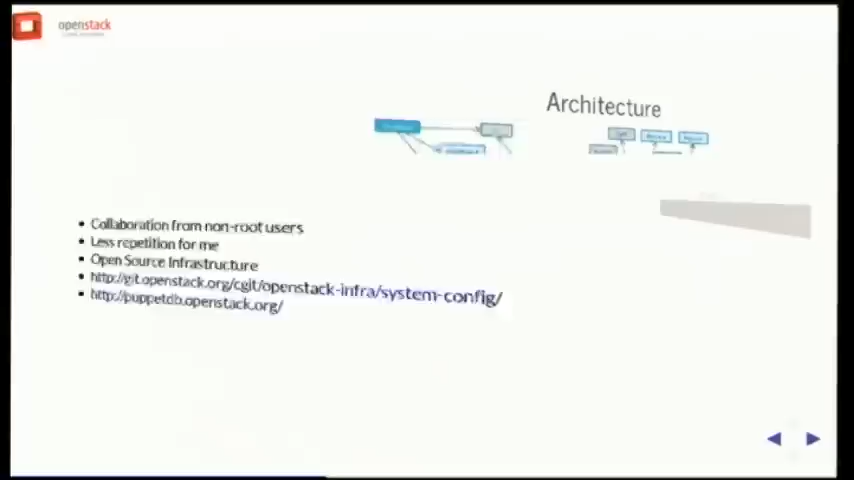 openstack
Architecture
Collaboration from non-root users
Less repetition for me
Open Source Infrastructure
http://git.openstack.org/cgit/openstack-infra/system-config/
http://puppetdb.openstack.org/